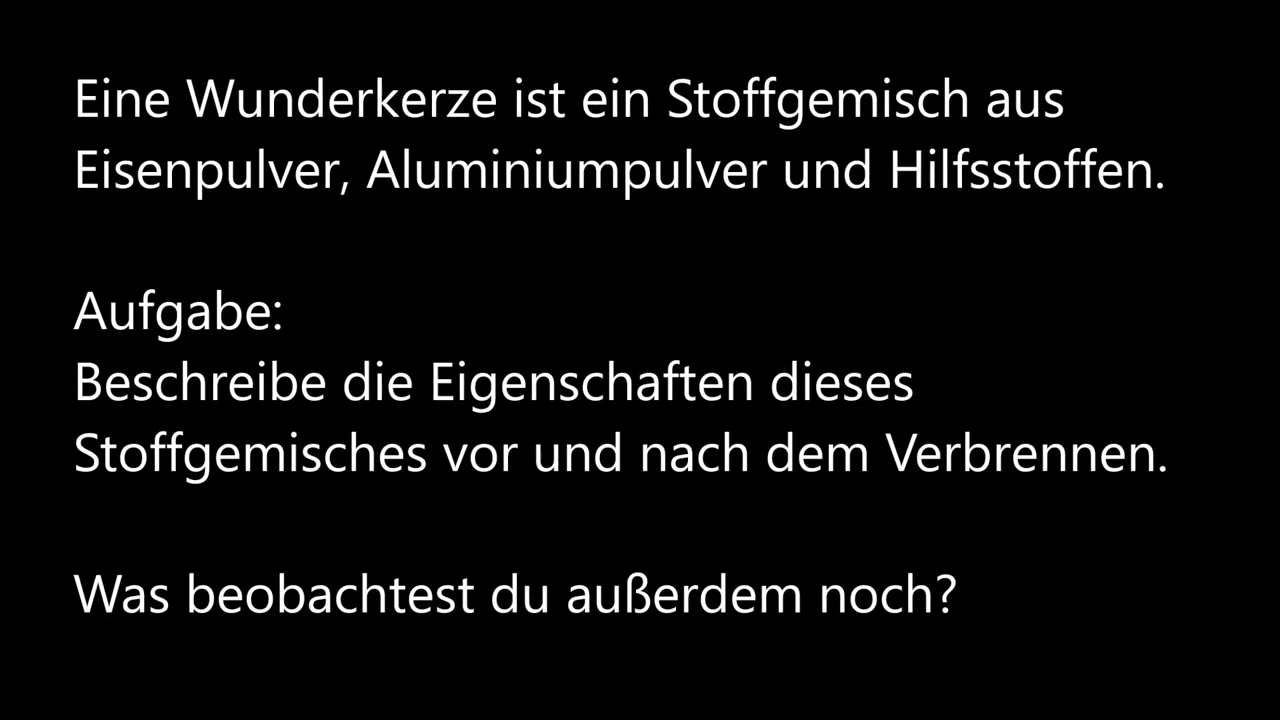 Eine Wunderkerze ist ein Stoffgemisch aus
Eisenpulver, Aluminiumpulver und Hilfsstoffen.
Aufgabe:
Beschreibe die Eigenschaften dieses
Stoffgemisches vor und nach dem Verbrennen.
Was beobachtest du außerdem noch?